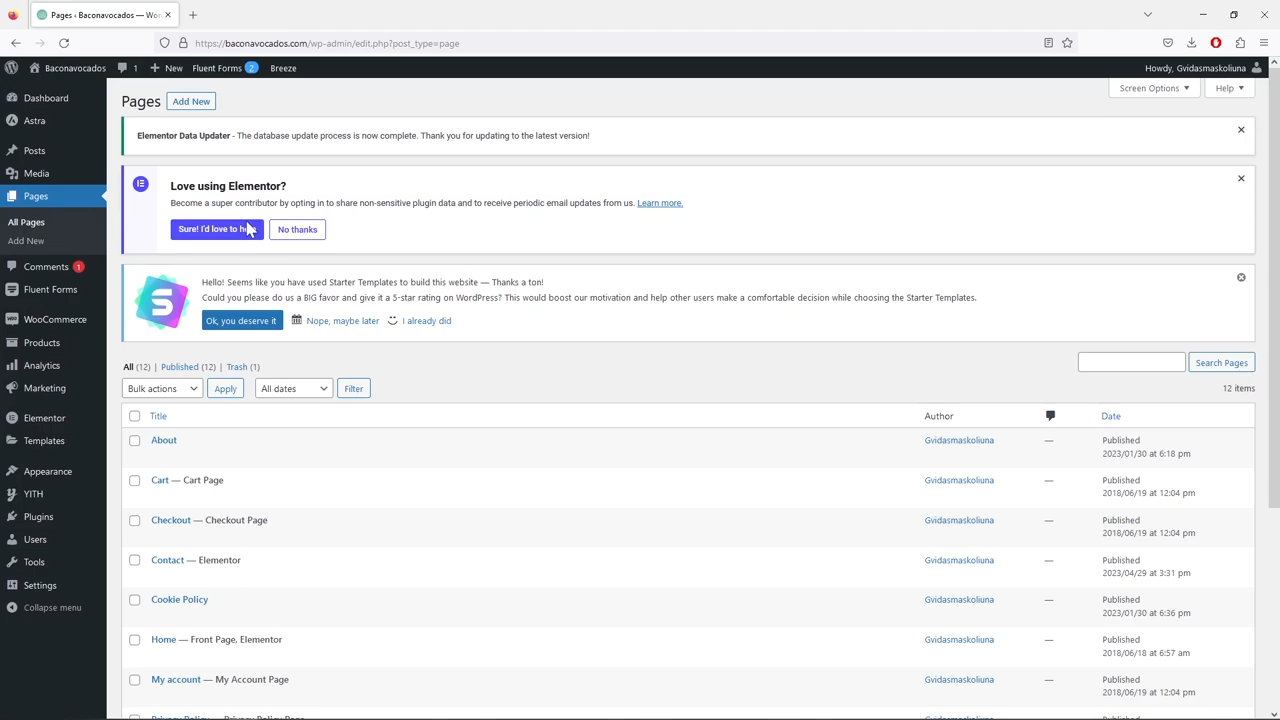 Pages ‹ Baconavocados — Wor
https://baconavocados.com/wp-admin/edit.php?post_type=page
Baconavocados 1 New Fluent Forms 2 Breeze Howdy, Gvidasmaskoliuna
Dashboard
Astra
Posts
Media
Pages
All Pages
Add New
Comments 1
Fluent Forms
WooCommerce
Products
Analytics
Marketing
Elementor
Templates
Appearance
YITH
Plugins
Users
Tools
Settings
Collapse menu
Screen Options Help
Pages Add New
Elementor Data Updater - The database update process is now complete. Thank you for updating to the latest version!
Love using Elementor?
Become a super contributor by opting in to share non-sensitive plugin data and to receive periodic email updates from us. Learn more.
Sure! I'd love to No thanks
Hello! Seems like you have used Starter Templates to build this website — Thanks a ton!
Could you please do us a BIG favor and give it a 5-star rating on WordPress? This would boost our motivation and help other users make a comfortable decision while choosing the Starter Templates.
Ok, you deserve it Nope, maybe later I already did
All (12) | Published (12) | Trash (1)
Search Pages
Bulk actions Apply All dates Filter
12 items
Title Author Date
About Gvidasmaskoliuna — Published
2023/01/30 at 6:18 pm
Cart — Cart Page Gvidasmaskoliuna — Published
2018/06/19 at 12:04 pm
Checkout — Checkout Page Gvidasmaskoliuna — Published
2018/06/19 at 12:04 pm
Contact — Elementor Gvidasmaskoliuna — Published
2023/04/29 at 3:31 pm
Cookie Policy Gvidasmaskoliuna — Published
2023/01/30 at 6:36 pm
Home — Front Page, Elementor Gvidasmaskoliuna — Published
2018/06/18 at 6:57 am
My account — My Account Page Gvidasmaskoliuna — Published
2018/06/19 at 12:04 pm
Privacy Policy — Privacy Policy Page